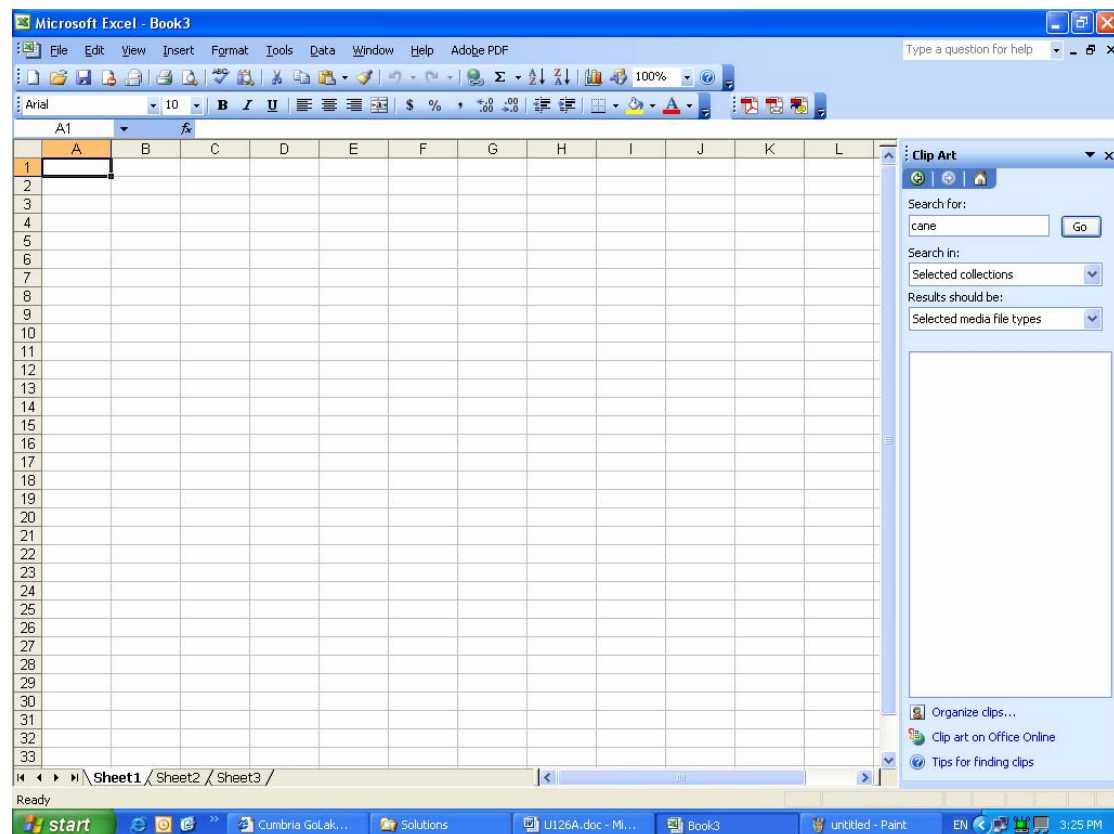 Microsoft Excel - Book3
File Edit View Insert Format Tools Data Window Help Adobe PDF
Type a question for help
100%
Arial 10 B I U $ % ,
A1 fx
A B C D E F G H I J K L
1
2
3
4
5
6
7
8
9
10
11
12
13
14
15
16
17
18
19
20
21
22
23
24
25
26
27
28
29
30
31
32
33
Clip Art
Search for:
cane Go
Search in:
Selected collections
Results should be:
Selected media file types
Organize clips...
Clip art on Office Online
Tips for finding clips
Sheet1 Sheet2 Sheet3
Ready
start Cumbria GoLak... Solutions U126A.doc - Mi... Book3 untitled - Paint EN 3:25 PM